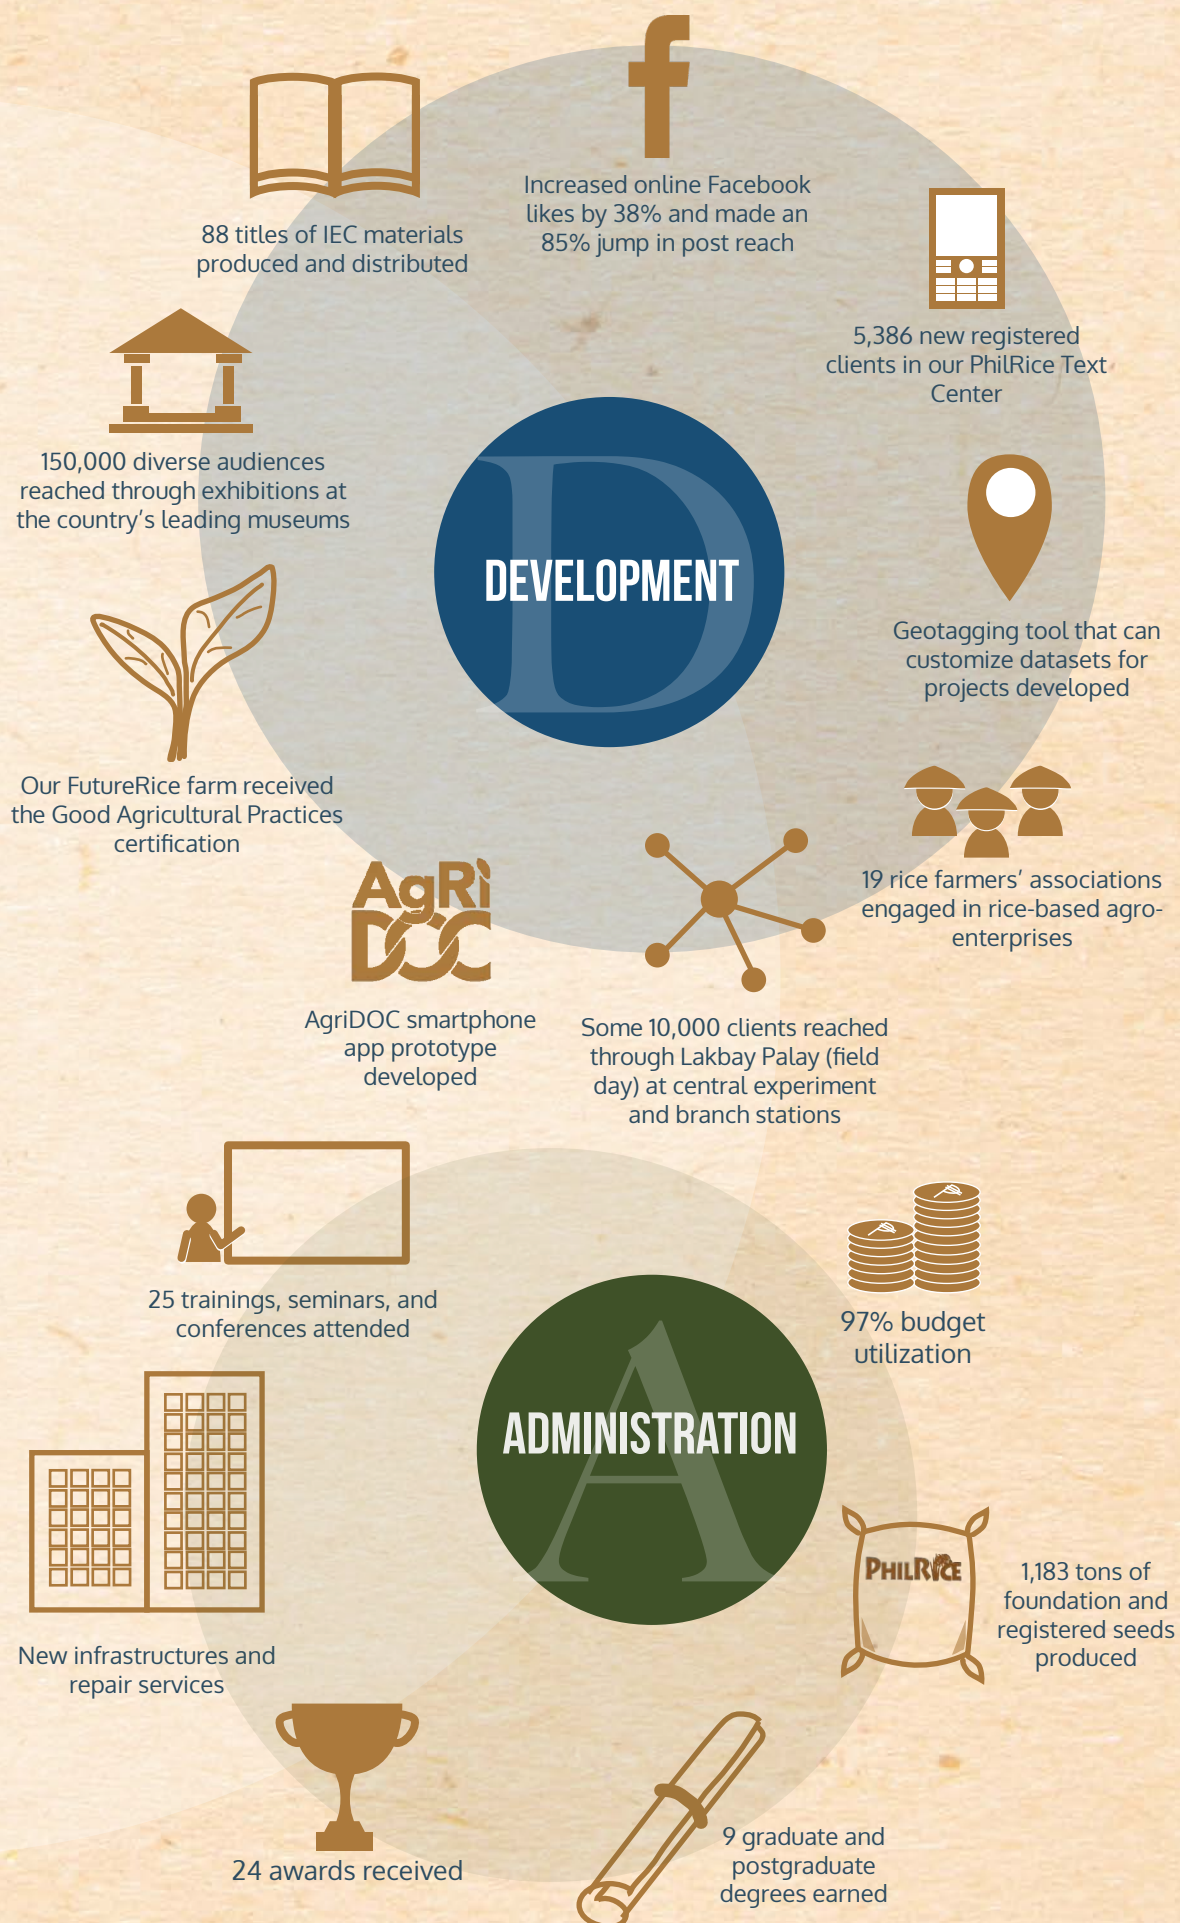 Increased online Facebook
likes by 38% and made an
85% jump in post reach
88 titles of IEC materials
produced and distributed
5,386 new registered
clients in our PhilRice Text
Center
150,000 diverse audiences
reached through exhibitions at
the country's leading museums
D
DEVELOPMENT
Geotagging tool that can
customize datasets for
projects developed
Our FutureRice farm received
the Good Agricultural Practices
certification
19 rice farmers' associations
engaged in rice-based agro-
enterprises
AgRi
DOC
AgriDOC smartphone
app prototype
developed
Some 10,000 clients reached
through Lakbay Palay (field
day) at central experiment
and branch stations
25 trainings, seminars, and
conferences attended
97% budget
utilization
A
ADMINISTRATION
PHILRICE
1,183 tons of
foundation and
registered seeds
produced
New infrastructures and
repair services
24 awards received
9 graduate and
postgraduate
degrees earned